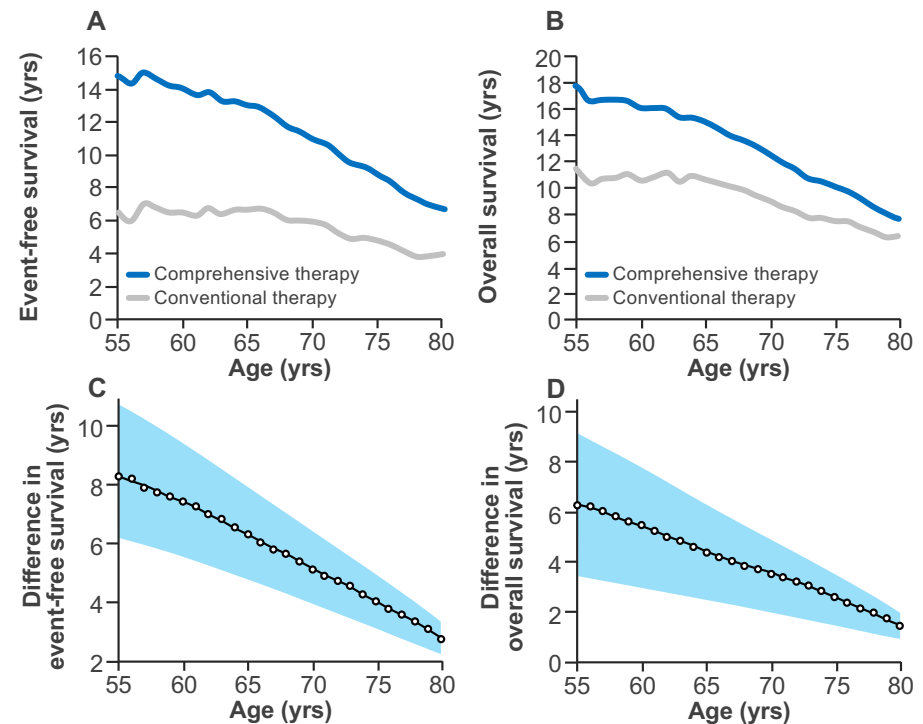 A
Event-free survival (yrs)
16
14
12
10
8
6
4
2
0
Comprehensive therapy
Conventional therapy
55 60 65 70 75 80
Age (yrs)
B
Overall survival (yrs)
20
18
16
14
12
10
8
6
4
2
0
Comprehensive therapy
Conventional therapy
55 60 65 70 75 80
Age (yrs)
C
Difference in
event-free survival (yrs)
10
8
6
4
2
55 60 65 70 75 80
Age (yrs)
D
Difference in
overall survival (yrs)
10
8
6
4
2
0
55 60 65 70 75 80
Age (yrs)